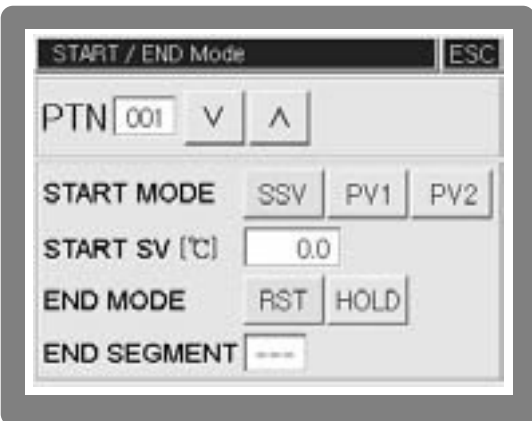 START / END Mode ESC
PTN 001 ∨ ∧
START MODE SSV PV1 PV2
START SV [℃] 0.0
END MODE RST HOLD
END SEGMENT ---